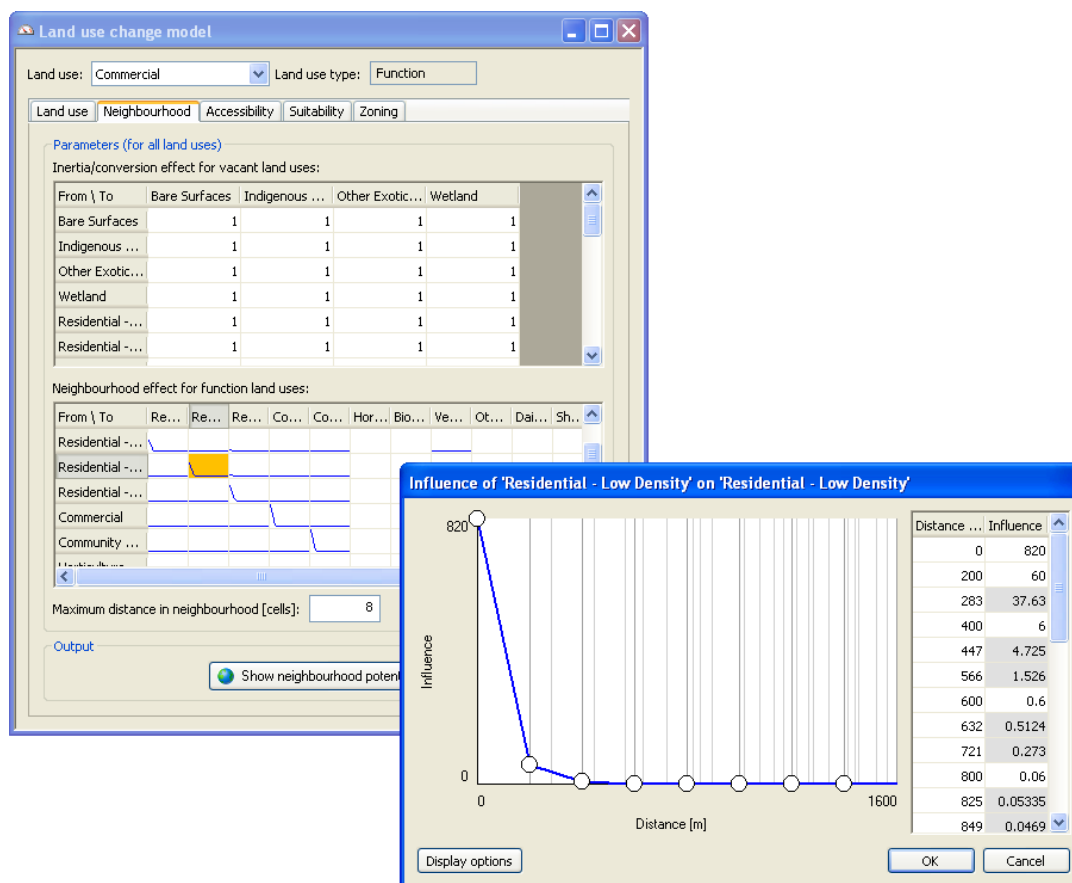 Land use change model
Land use: Commercial Land use type: Function
Land use Neighbourhood Accessibility Suitability Zoning
Parameters (for all land uses)
Inertia/conversion effect for vacant land uses:
From \ To Bare Surfaces Indigenous ... Other Exotic... Wetland
Bare Surfaces 1 1 1 1
Indigenous ... 1 1 1 1
Other Exotic... 1 1 1 1
Wetland 1 1 1 1
Residential -... 1 1 1 1
Residential -... 1 1 1 1
Neighbourhood effect for function land uses:
From \ To Re... Re... Re... Co... Co... Hor... Bio... Ve... Ot... Dai... Sh..
Residential -...
Residential -...
Residential -...
Commercial
Community ...
Maximum distance in neighbourhood [cells]: 8
Output
Show neighbourhood potent
Influence of 'Residential - Low Density' on 'Residential - Low Density'
820
Influence
0
0 1600
Distance [m]
Distance ... Influence
0 820
200 60
283 37.63
400 6
447 4.725
566 1.526
600 0.6
632 0.5124
721 0.273
800 0.06
825 0.05335
849 0.0469
Display options OK Cancel